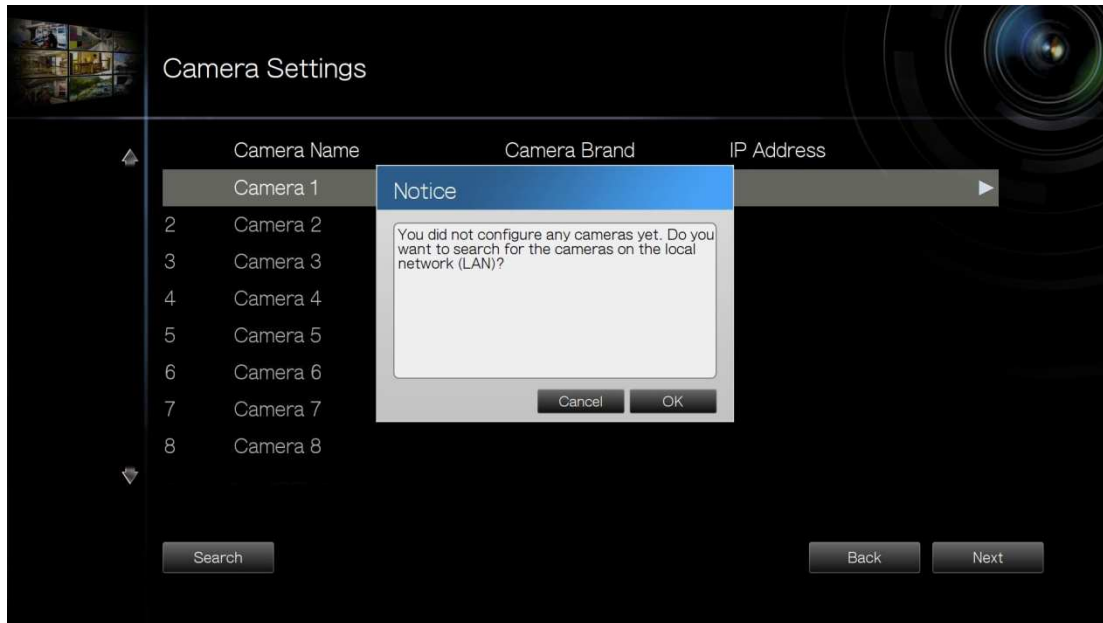 Camera Settings
Camera Name Camera Brand IP Address
Camera 1
2 Camera 2
3 Camera 3
4 Camera 4
5 Camera 5
6 Camera 6
7 Camera 7
8 Camera 8
Notice
You did not configure any cameras yet. Do you
want to search for the cameras on the local
network (LAN)?
Cancel OK
Search Back Next